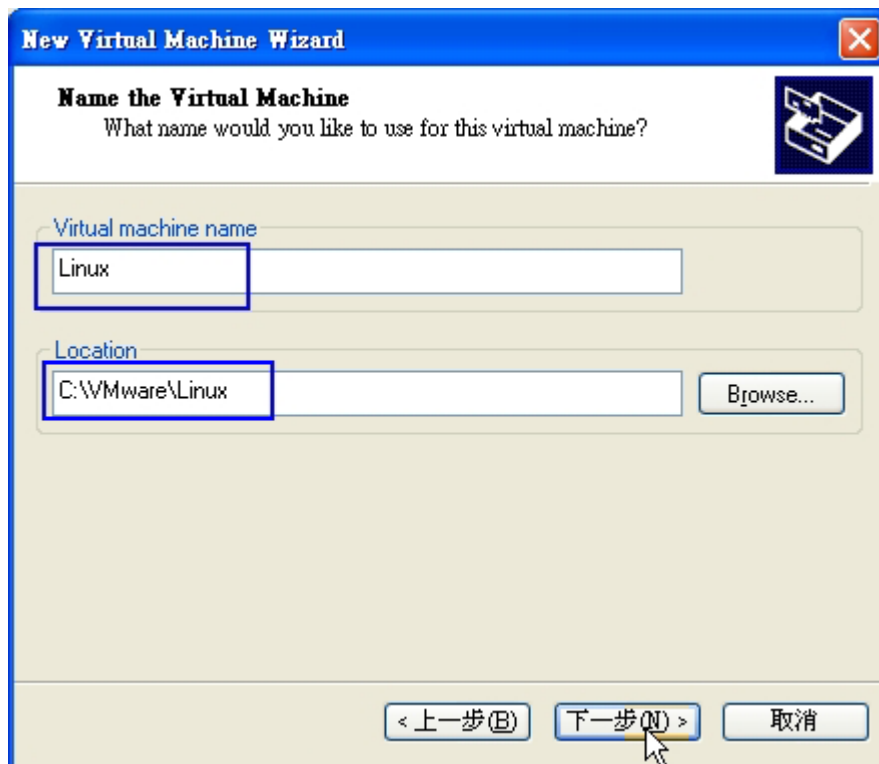 New Virtual Machine Wizard
Name the Virtual Machine
What name would you like to use for this virtual machine?
Virtual machine name
Linux
Location
C:\VMware\Linux
Browse...
<上一步(B)
下一步(N)>
取消